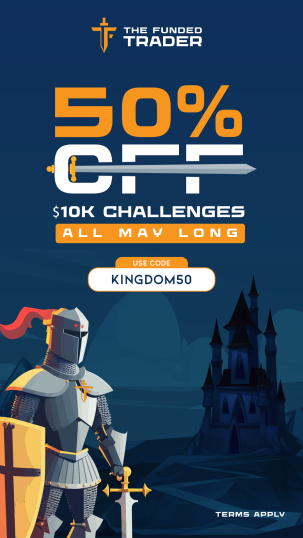 THE FUNDED
TRADER
50%
OFF
$10K CHALLENGES
ALL MAY LONG
USE CODE
KINGDOM50
TERMS APPLY